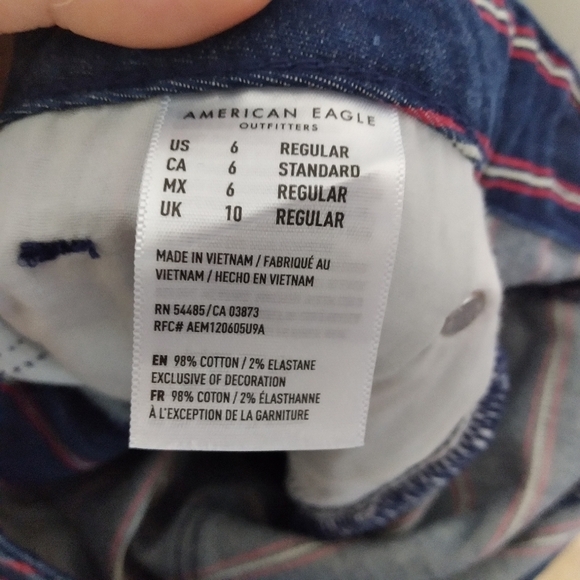 AMERICAN EAGLE
OUTFITTERS
US 6 REGULAR
CA 6 STANDARD
MX 6 REGULAR
UK 10 REGULAR
MADE IN VIETNAM / FABRIQUÉ AU
VIETNAM / HECHO EN VIETNAM
RN 54485/CA 03873
RFC# AEM120605U9A
EN 98% COTTON / 2% ELASTANE
EXCLUSIVE OF DECORATION
FR 98% COTON / 2% ÉLASTHANNE
À L'EXCEPTION DE LA GARNITURE